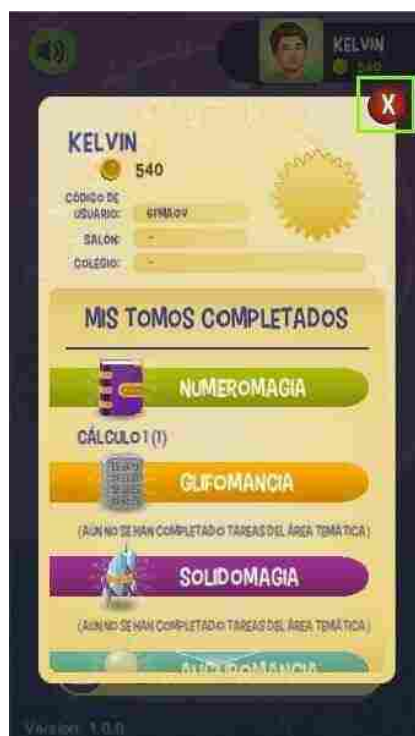 KELVIN
540
X
KELVIN
540
CÓDIGO DE
USUARIO:
SALÓN: -
COLEGIO: -
MIS TOMOS COMPLETADOS
NUMEROMAGIA
CÁLCULO 1 (1)
GLIFOMANCIA
(AUN NO SE HAN COMPLETADO TAREAS DEL ÁREA TEMÁTICA)
SOLIDOMAGIA
(AUN NO SE HAN COMPLETADO TAREAS DEL ÁREA TEMÁTICA)
AUGUROMANCIA
Version: 1.0.0